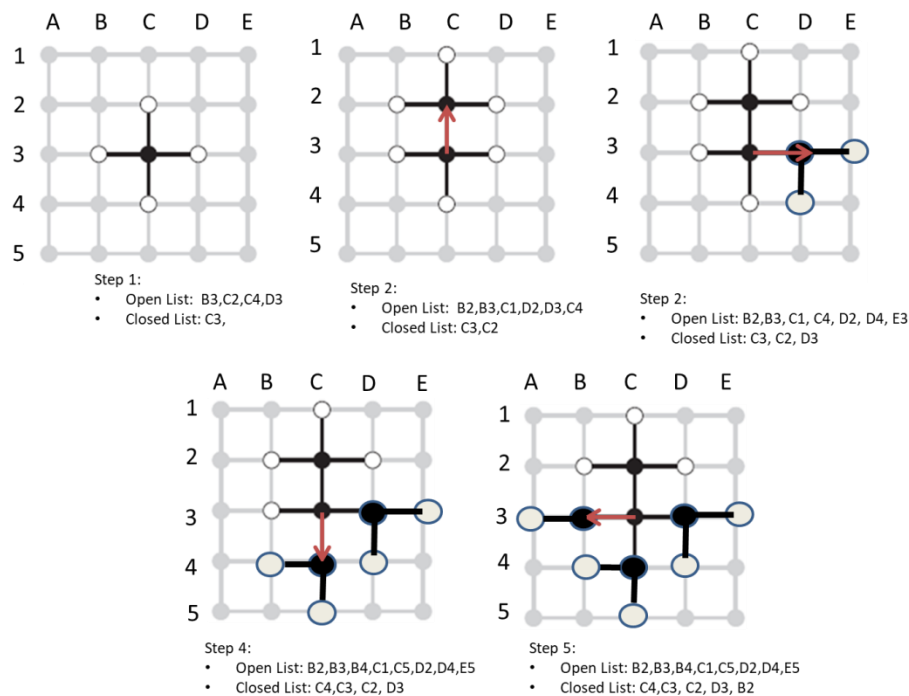 A B C D E
1
2
3
4
5
Step 1:
• Open List: B3,C2,C4,D3
• Closed List: C3,
A B C D E
1
2
3
4
5
Step 2:
• Open List: B2,B3,C1,D2,D3,C4
• Closed List: C3,C2
A B C D E
1
2
3
4
5
Step 2:
• Open List: B2,B3, C1, C4, D2, D4, E3
• Closed List: C3, C2, D3
A B C D E
1
2
3
4
5
Step 4:
• Open List: B2,B3,B4,C1,C5,D2,D4,E5
• Closed List: C4,C3, C2, D3
A B C D E
1
2
3
4
5
Step 5:
• Open List: B2,B3,B4,C1,C5,D2,D4,E5
• Closed List: C4,C3, C2, D3, B2